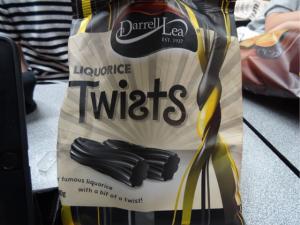 Darrell Lea
EST. 1927
LIQUORICE
Twists
famous liquorice
with a bit of a twist!